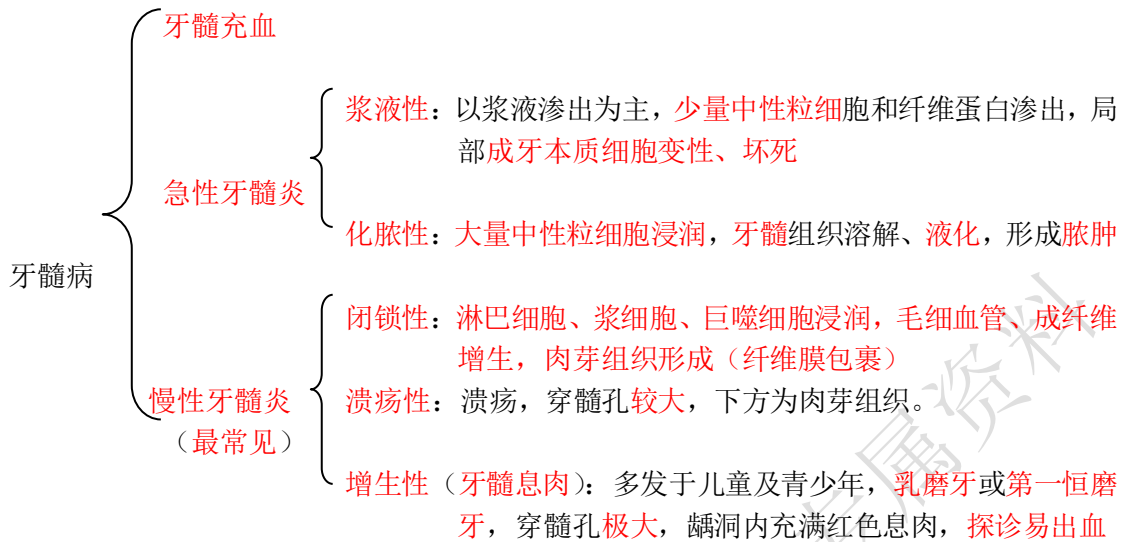 牙髓充血
浆液性：以浆液渗出为主，少量中性粒细胞和纤维蛋白渗出，局
部成牙本质细胞变性、坏死
急性牙髓炎
化脓性：大量中性粒细胞浸润，牙髓组织溶解、液化，形成脓肿
牙髓病
闭锁性：淋巴细胞、浆细胞、巨噬细胞浸润，毛细血管、成纤维
增生，肉芽组织形成（纤维膜包裹）
慢性牙髓炎
溃疡性：溃疡，穿髓孔较大，下方为肉芽组织。
（最常见）
增生性（牙髓息肉）：多发于儿童及青少年，乳磨牙或第一恒磨
牙，穿髓孔极大，龋洞内充满红色息肉，探诊易出血
属资料